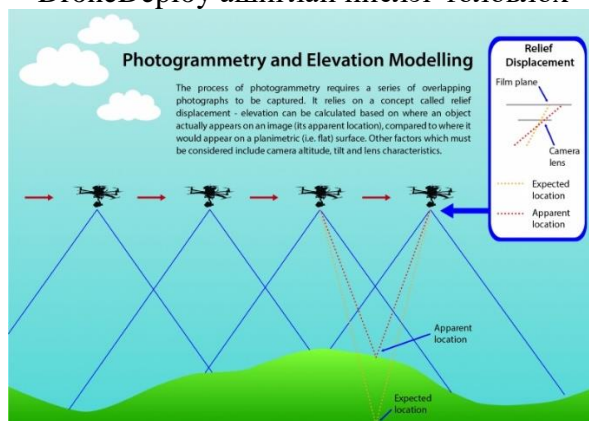 DroneDeploy ашиглан нислэг төлөвлөх
Photogrammetry and Elevation Modelling
The process of photogrammetry requires a series of overlapping
photographs to be captured. It relies on a concept called relief
displacement - elevation can be calculated based on where an object
actually appears on an image (its apparent location), compared to where it
would appear on a planimetric (i.e. flat) surface. Other factors which must
be considered include camera altitude, tilt and lens characteristics.
Relief
Displacement
Film plane
Camera
lens
Expected
location
Apparent
location
Apparent
location
Expected
location